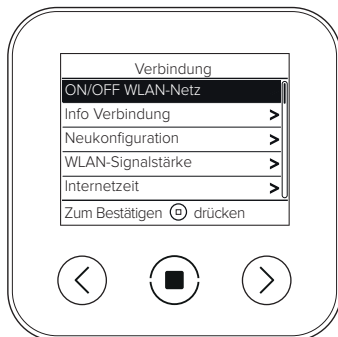 Verbindung
ON/OFF WLAN-Netz
Info Verbindung >
Neukonfiguration >
WLAN-Signalstärke >
Internetzeit >
Zum Bestätigen drücken